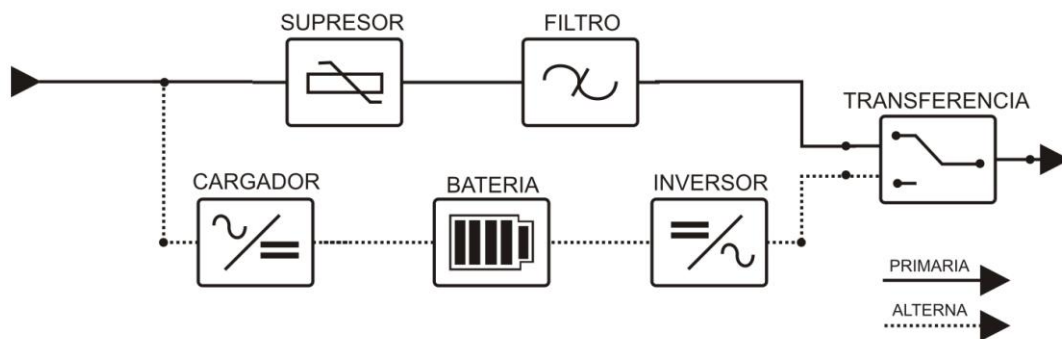 SUPRESOR
FILTRO
TRANSFERENCIA
CARGADOR
BATERIA
INVERSOR
PRIMARIA
ALTERNA